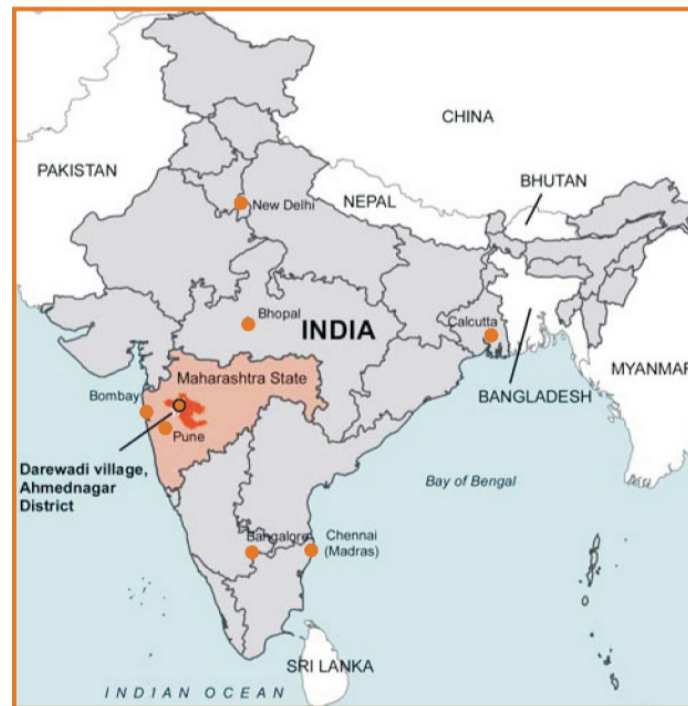 CHINA
PAKISTAN
NEPAL
BHUTAN
New Delhi
Bhopal
INDIA
Calcutta
MYANMAR
Maharashtra State
BANGLADESH
Bombay
Pune
Darewadi village,
Ahmednagar
District
Bay of Bengal
Bangalore
Chennai
(Madras)
SRI LANKA
INDIAN OCEAN